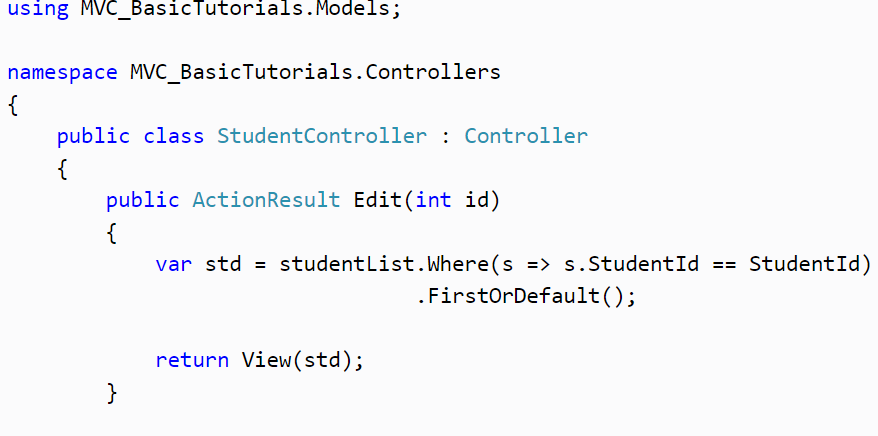 using MVC_BasicTutorials.Models;
namespace MVC_BasicTutorials.Controllers
{
    public class StudentController : Controller
    {
        public ActionResult Edit(int id)
        {
            var std = studentList.Where(s => s.StudentId == StudentId)
                                 .FirstOrDefault();
            return View(std);
        }